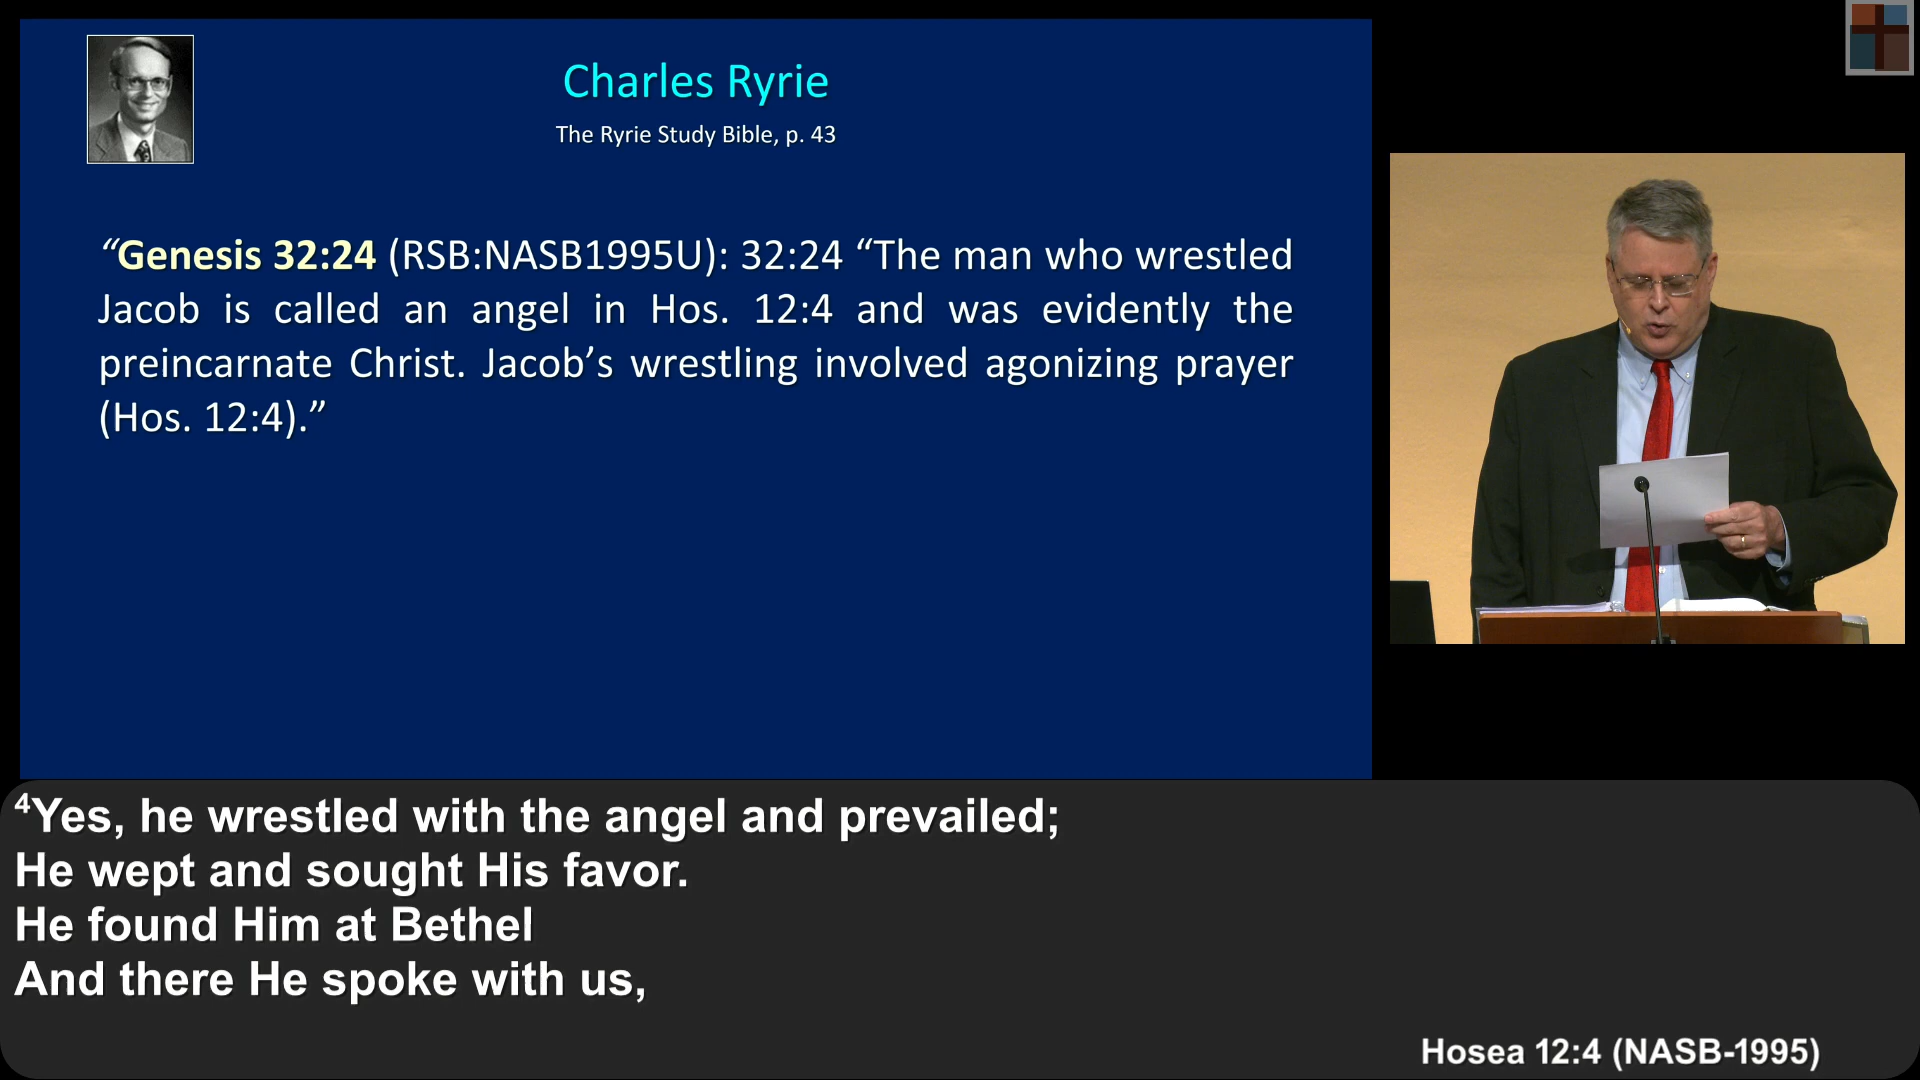 Charles Ryrie
The Ryrie Study Bible, p. 43
“Genesis 32:24 (RSB:NASB1995U): 32:24 “The man who wrestled
Jacob is called an angel in Hos. 12:4 and was evidently the
preincarnate Christ. Jacob’s wrestling involved agonizing prayer
(Hos. 12:4).”
⁴Yes, he wrestled with the angel and prevailed;
He wept and sought His favor.
He found Him at Bethel
And there He spoke with us,
Hosea 12:4 (NASB-1995)